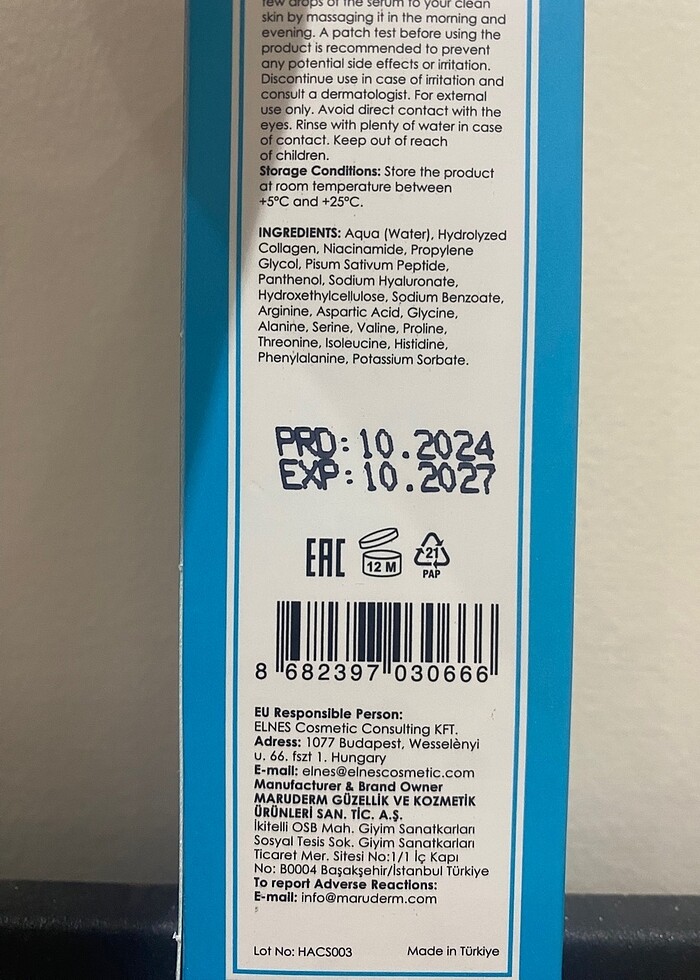 few drops of the serum to your clean
skin by massaging it in the morning and
evening. A patch test before using the
product is recommended to prevent
any potential side effects or irritation.
Discontinue use in case of irritation and
consult a dermatologist. For external
use only. Avoid direct contact with the
eyes. Rinse with plenty of water in case
of contact. Keep out of reach
of children.
Storage Conditions: Store the product
at room temperature between
+5°C and +25°C.
INGREDIENTS: Aqua (Water), Hydrolyzed
Collagen, Niacinamide, Propylene
Glycol, Pisum Sativum Peptide,
Panthenol, Sodium Hyaluronate,
Hydroxethylcellulose, Sodium Benzoate,
Arginine, Aspartic Acid, Glycine,
Alanine, Serine, Valine, Proline,
Threonine, Isoleucine, Histidine,
Phenylalanine, Potassium Sorbate.
PRD: 10.2024
EXP: 10.2027
EAC 12 M 21
PAP
8 682397 030666
EU Responsible Person:
ELNES Cosmetic Consulting KFT.
Adress: 1077 Budapest, Wesselènyi
u. 66. fszt 1. Hungary
E-mail: elnes@elnescosmetic.com
Manufacturer & Brand Owner
MARUDERM GÜZELLİK VE KOZMETİK
ÜRÜNLERİ SAN. TİC. A.Ş.
İkitelli OSB Mah. Giyim Sanatkarları
Sosyal Tesis Sok. Giyim Sanatkarları
Ticaret Mer. Sitesi No:1/1 İç Kapı
No: B0004 Başakşehir/İstanbul Türkiye
To report Adverse Reactions:
E-mail: info@maruderm.com
Lot No: HACS003 Made in Türkiye